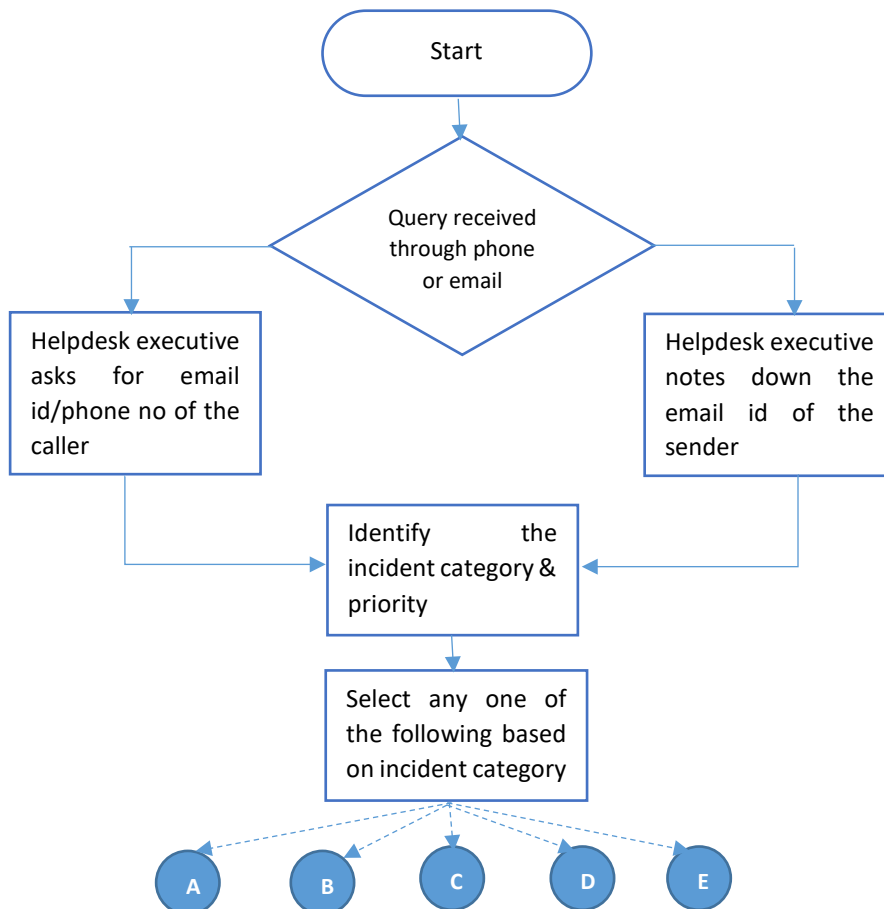 Start
Query received
through phone
or email
Helpdesk executive
asks for email
id/phone no of the
caller
Helpdesk executive
notes down the
email id of the
sender
Identify the
incident category &
priority
Select any one of
the following based
on incident category
A
B
C
D
E